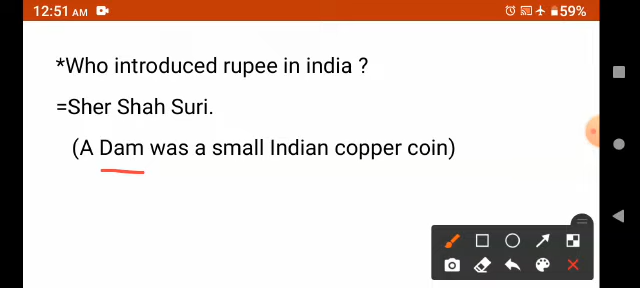 12:51 AM 59%
*Who introduced rupee in india ?
=Sher Shah Suri.
(A Dam was a small Indian copper coin)